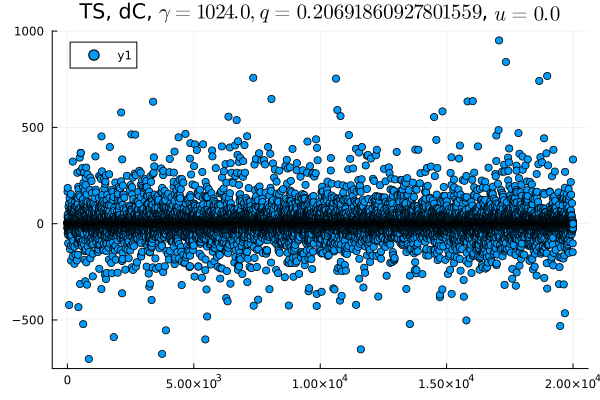 TS, dC, γ = 1024.0, q = 0.20691860927801559, u = 0.0
1000
y1
500
0
−500
0 5.00×10³ 1.00×10⁴ 1.50×10⁴ 2.00×10⁴